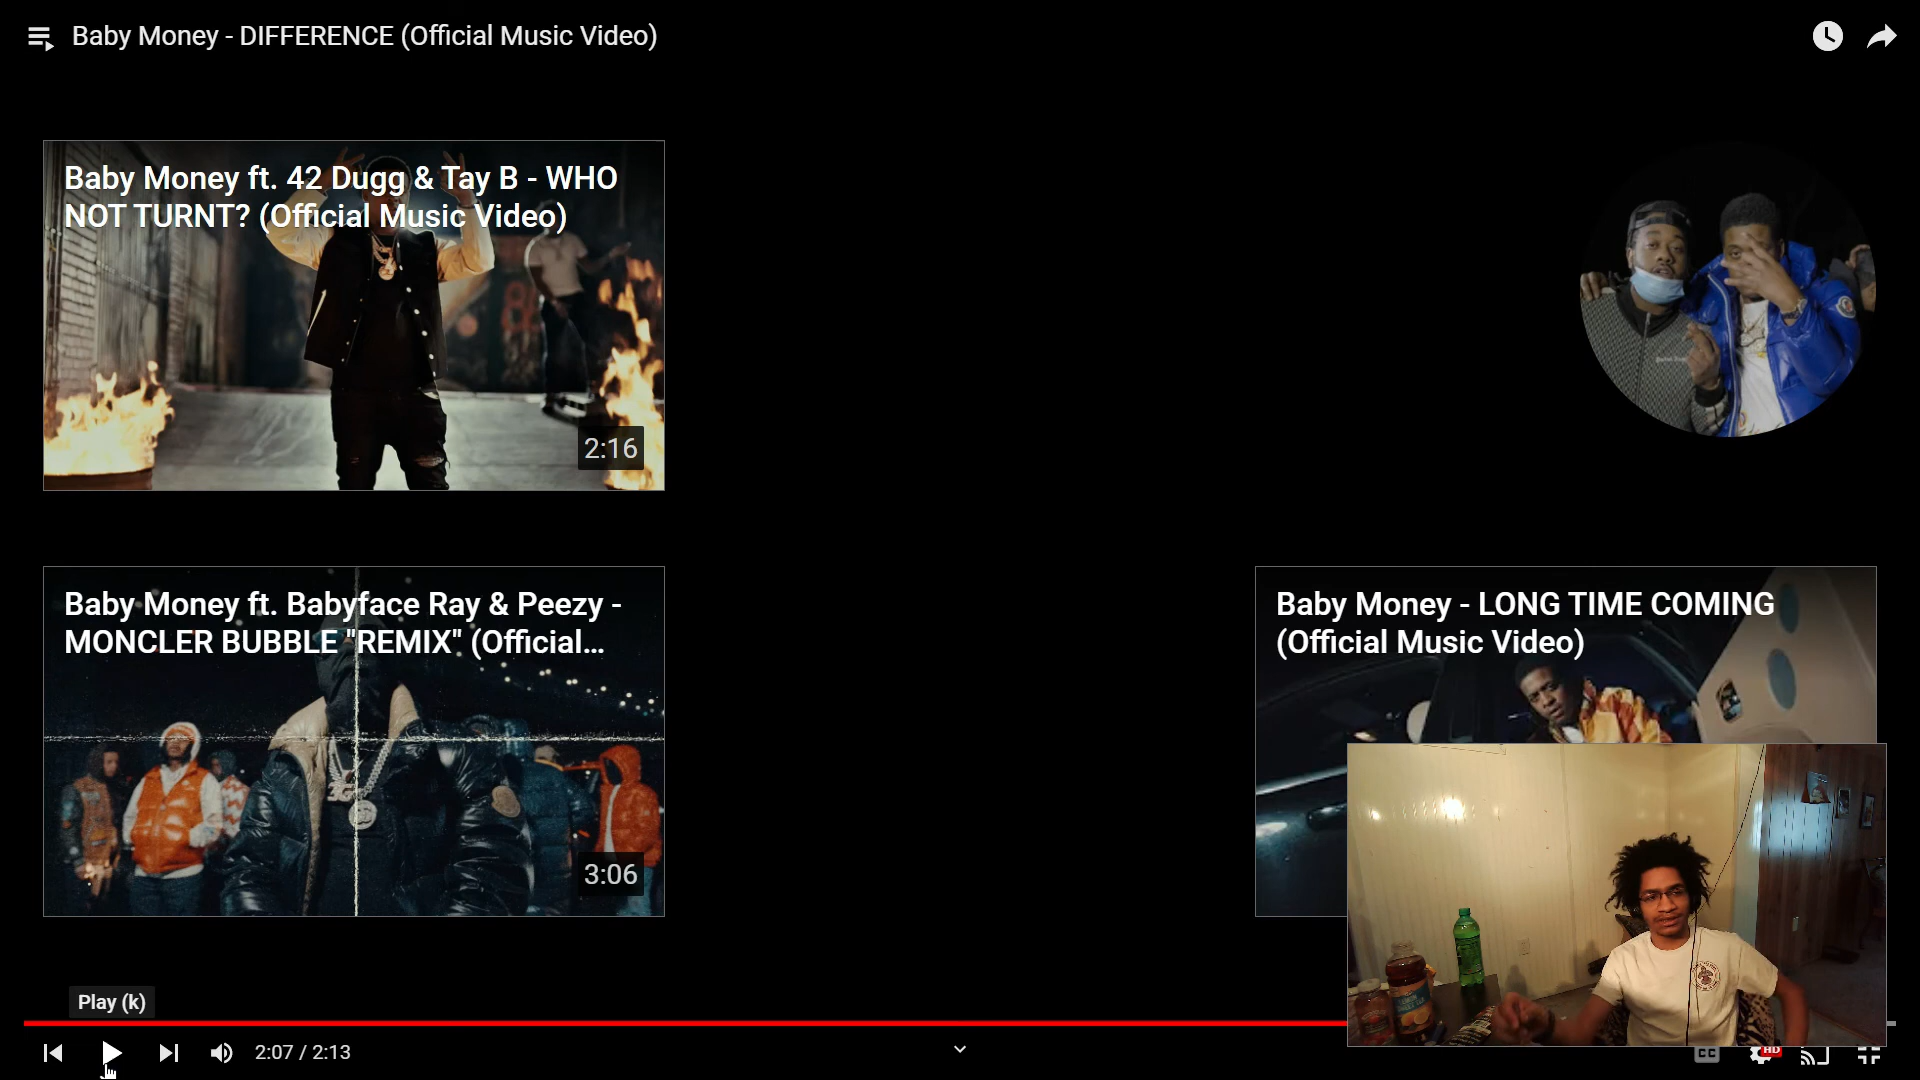 Baby Money - DIFFERENCE (Official Music Video)
Baby Money ft. 42 Dugg & Tay B - WHO
NOT TURNT? (Official Music Video)
2:16
Baby Money ft. Babyface Ray & Peezy -
MONCLER BUBBLE "REMIX" (Official...
3:06
Baby Money - LONG TIME COMING
(Official Music Video)
Play (k)
2:07 / 2:13
CC
HD